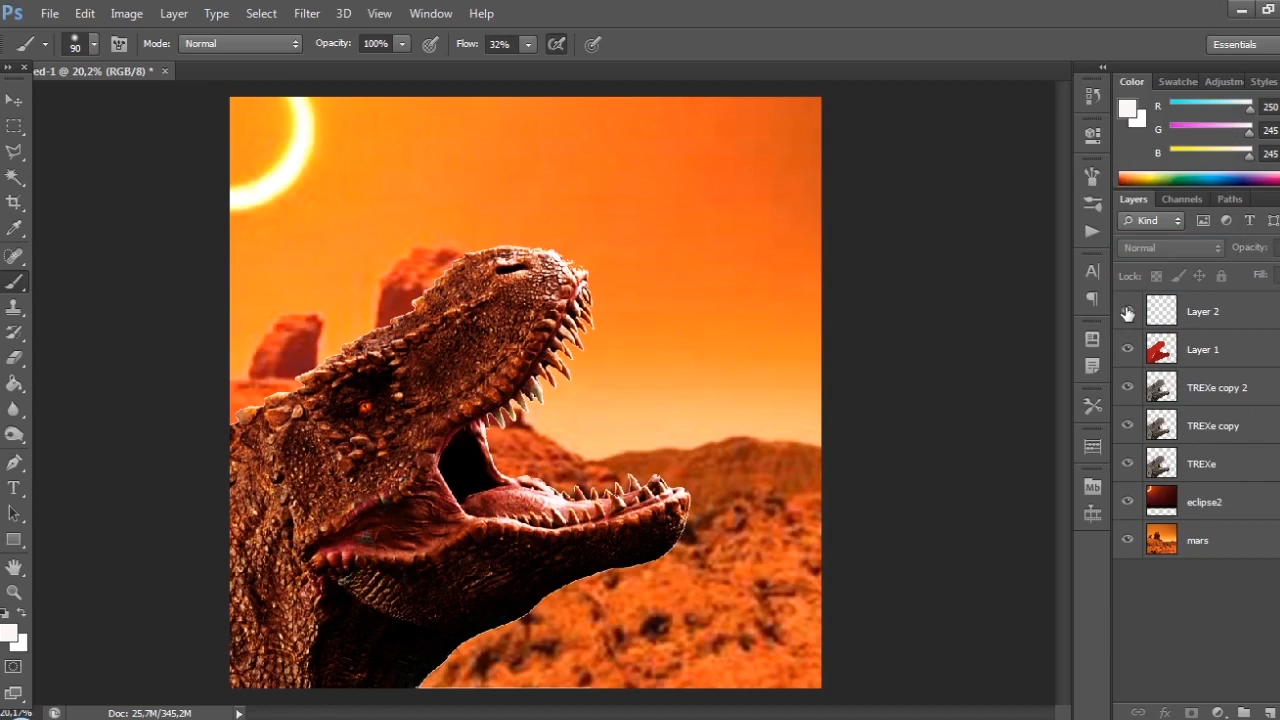 Ps File Edit Image Layer Type Select Filter 3D View Window Help
90 Mode: Normal Opacity: 100% Flow: 32% Essentials
ed-1 @ 20,2% (RGB/8) * ×
Color Swatche Adjustm Styles
R 250
G 245
B 245
Layers Channels Paths
Kind
Normal Opacity:
Lock: Fill:
Layer 2
Layer 1
TREXe copy 2
TREXe copy
TREXe
eclipse2
mars
Mb
20,17% Doc: 25,7M/345,2M